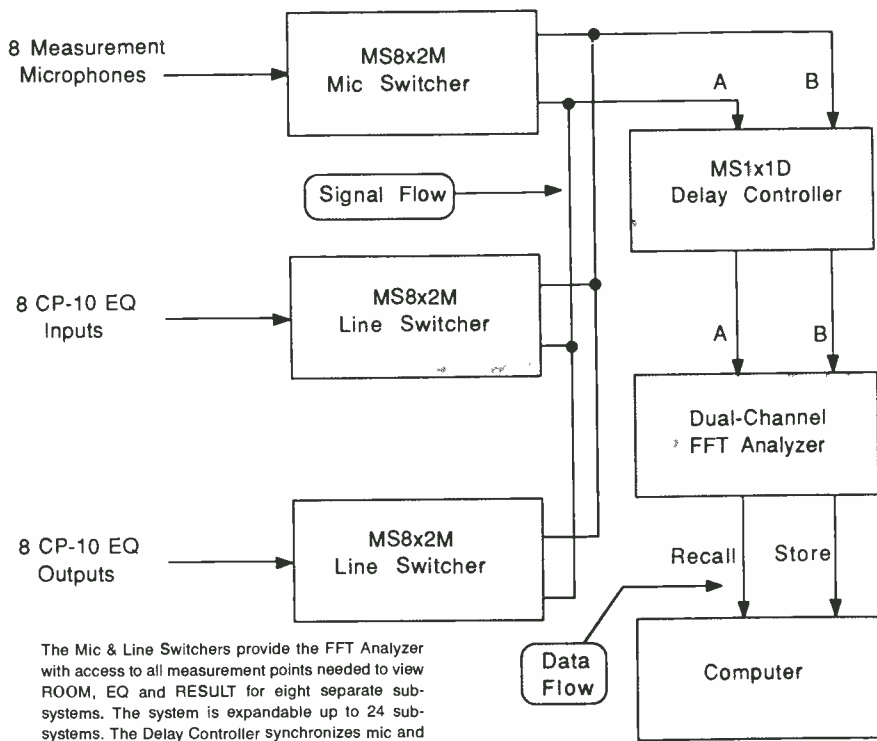 8 Measurement
Microphones
MS8x2M
Mic Switcher
A
B
MS1x1D
Delay Controller
Signal Flow
8 CP-10 EQ
Inputs
MS8x2M
Line Switcher
A
B
Dual-Channel
FFT Analyzer
8 CP-10 EQ
Outputs
MS8x2M
Line Switcher
Recall
Store
Data
Flow
Computer
The Mic & Line Switchers provide the FFT Analyzer
with access to all measurement points needed to view
ROOM, EQ and RESULT for eight separate sub-
systems. The system is expandable up to 24 sub-
systems. The Delay Controller synchronizes mic and